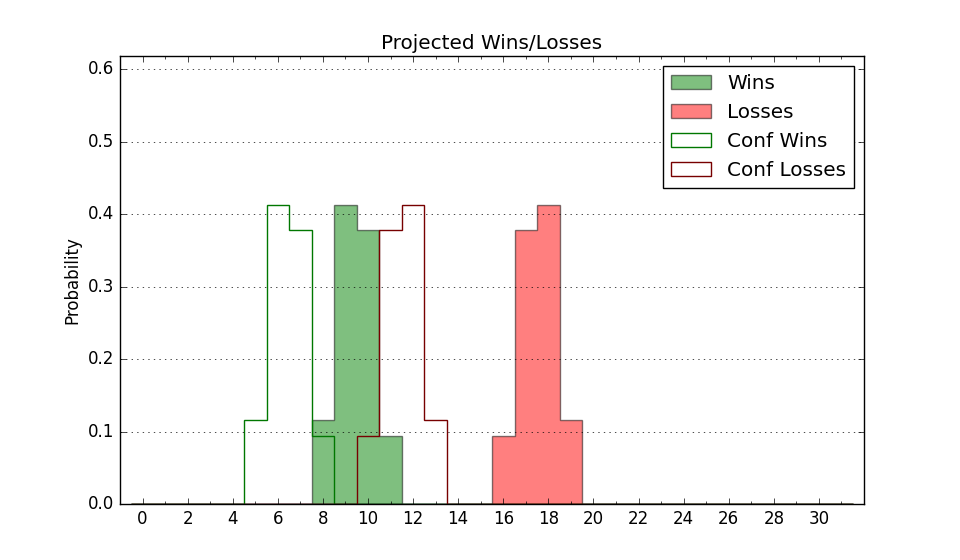 Projected Wins/Losses
0.6
0.5
0.4
0.3
0.2
0.1
0.0
Probability
Wins
Losses
Conf Wins
Conf Losses
0 2 4 6 8 10 12 14 16 18 20 22 24 26 28 30